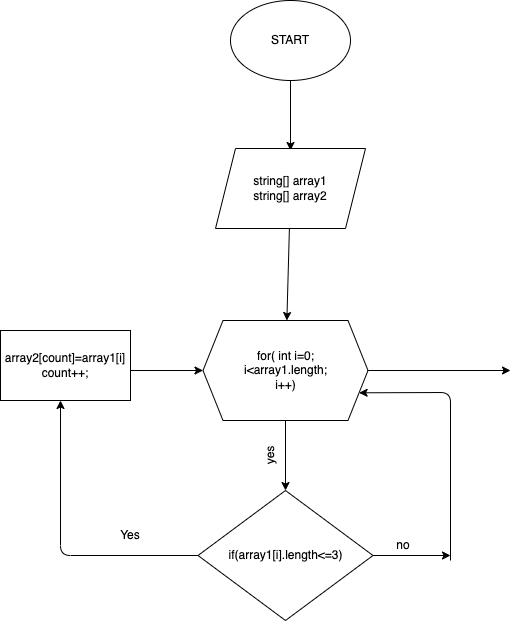 START
string[] array1
string[] array2
for( int i=0;
i<array1.length;
i++)
array2[count]=array1[i]
count++;
yes
if(array1[i].length<=3)
Yes
no